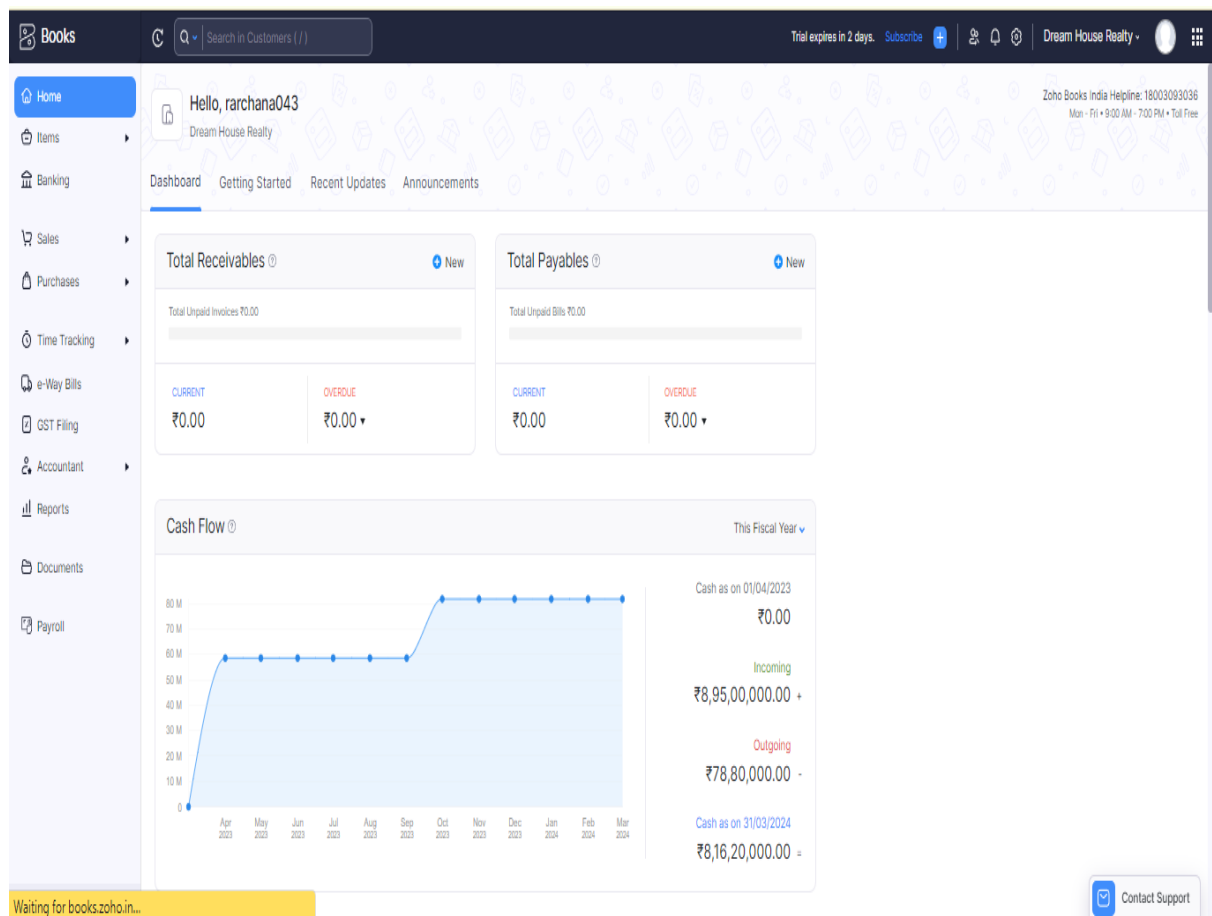 Books
Search in Customers ( / )
Trial expires in 2 days. Subscribe
Dream House Realty
Home
Items
Banking
Sales
Purchases
Time Tracking
e-Way Bills
GST Filing
Accountant
Reports
Documents
Payroll
Hello, rarchana043
Dream House Realty
Zoho Books India Helpline: 18003093036
Mon - Fri • 9:00 AM - 7:00 PM • Toll Free
Dashboard Getting Started Recent Updates Announcements
Total Receivables New
Total Unpaid Invoices ₹0.00
CURRENT OVERDUE
₹0.00 ₹0.00
Total Payables New
Total Unpaid Bills ₹0.00
CURRENT OVERDUE
₹0.00 ₹0.00
Cash Flow This Fiscal Year
80 M
70 M
60 M
50 M
40 M
30 M
20 M
10 M
0
Apr May Jun Jul Aug Sep Oct Nov Dec Jan Feb Mar
2023 2023 2023 2023 2023 2023 2023 2023 2023 2024 2024 2024
Cash as on 01/04/2023
₹0.00
Incoming
₹8,95,00,000.00 +
Outgoing
₹78,80,000.00 -
Cash as on 31/03/2024
₹8,16,20,000.00 =
Contact Support
Waiting for books.zoho.in...